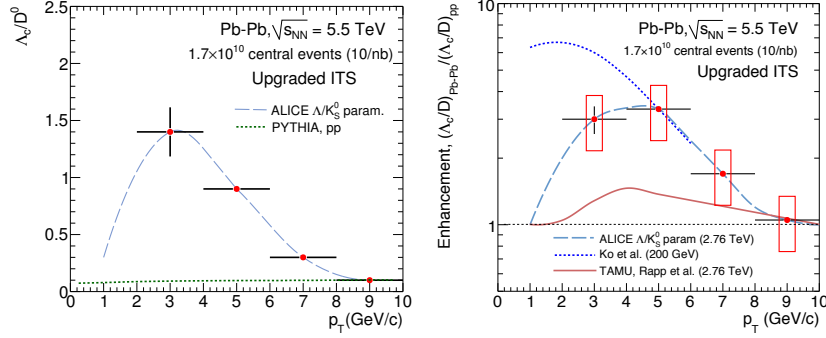 Λc/D⁰
2.5
2
1.5
1
0.5
0
Pb-Pb, √sNN = 5.5 TeV
1.7×10¹⁰ central events (10/nb)
Upgraded ITS
ALICE Λ/K⁰S param.
PYTHIA, pp
0 1 2 3 4 5 6 7 8 9 10
pT (GeV/c)
Enhancement, (Λc/D)Pb-Pb/(Λc/D)pp
10
1
Pb-Pb, √sNN = 5.5 TeV
1.7×10¹⁰ central events (10/nb)
Upgraded ITS
ALICE Λ/K⁰S param (2.76 TeV)
Ko et al. (200 GeV)
TAMU, Rapp et al. (2.76 TeV)
0 1 2 3 4 5 6 7 8 9 10
pT (GeV/c)